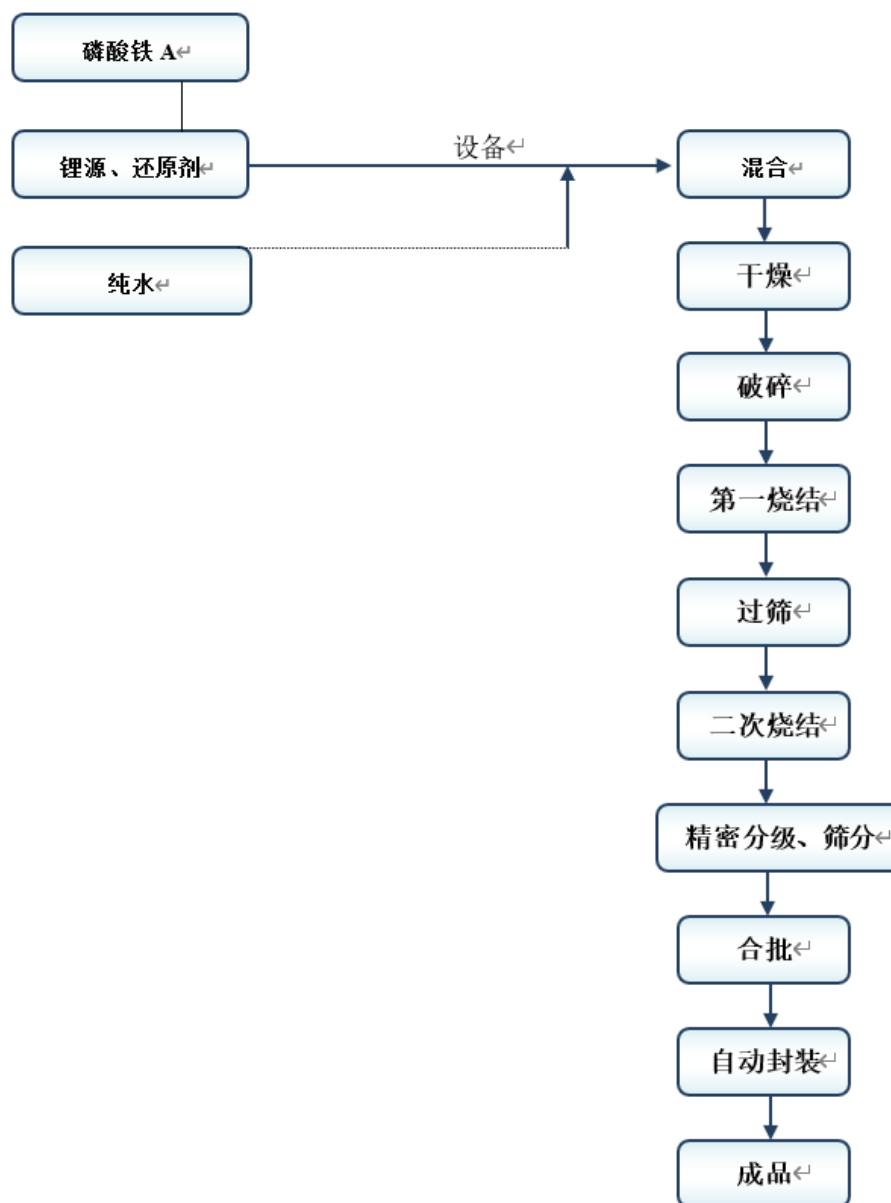 磷酸铁 A↵
锂源、还原剂↵
设备↵
混合↵
纯水↵
干燥↵
破碎↵
第一烧结↵
过筛↵
二次烧结↵
精密分级、筛分↵
合批↵
自动封装↵
成品↵